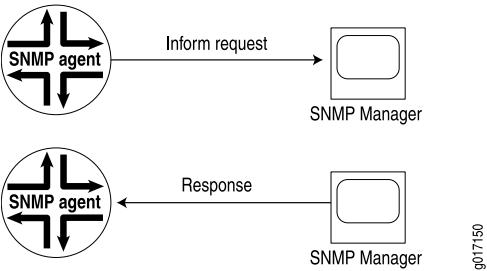 Inform request
SNMP agent
SNMP Manager
Response
SNMP agent
SNMP Manager
g017150